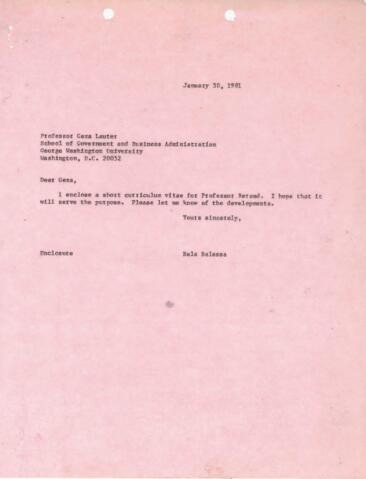 January 30, 1981
Professor Geza Lauter
School of Government and Business Administration
George Washington University
Washington, D.C. 20052
Dear Geza,
I enclose a short curriculum vitae for Professor Berend. I hope that it
will serve the purpose. Please let me know of the developments.
Yours sincerely,
Enclosure
Bela Balassa